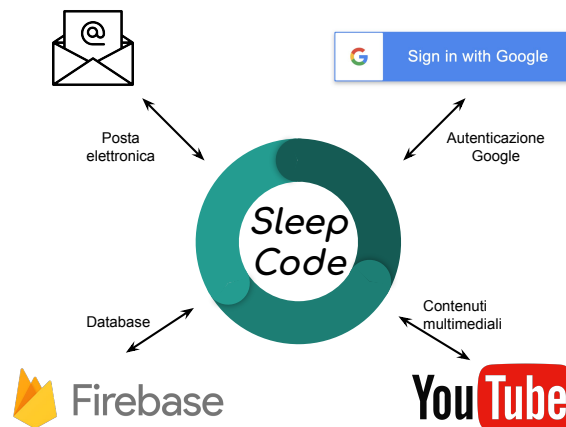 @
G Sign in with Google
Posta
elettronica
Autenticazione
Google
Sleep
Code
Database
Contenuti
multimediali
Firebase
YouTube